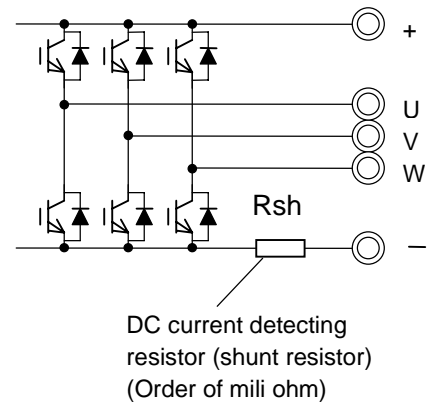 +
U
V
W
Rsh
—
DC current detecting
resistor (shunt resistor)
(Order of mili ohm)